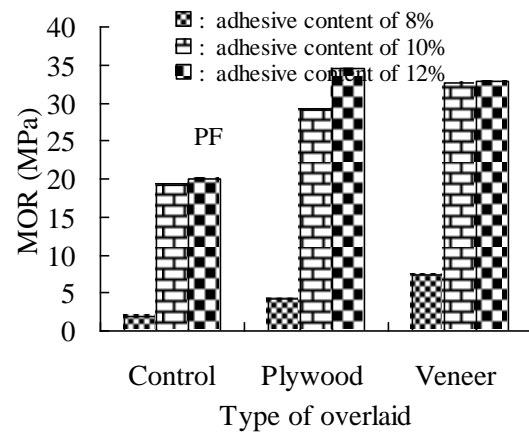 : adhesive content of 8%
: adhesive content of 10%
: adhesive content of 12%
PF
MOR (MPa)
40
35
30
25
20
15
10
5
0
Control Plywood Veneer
Type of overlaid